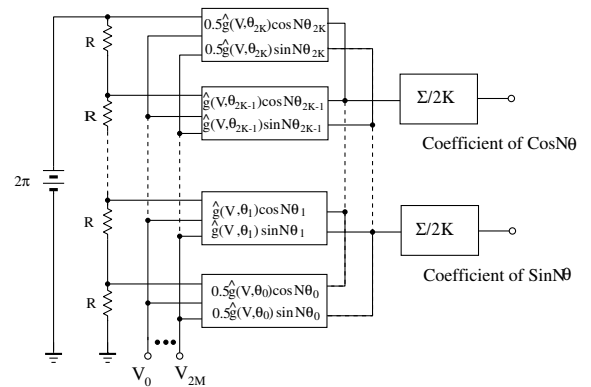 R
0.5ĝ(V,θ₂ₖ)cosNθ₂ₖ
0.5ĝ(V,θ₂ₖ)sinNθ₂ₖ
R
ĝ(V,θ₂ₖ₋₁)cosNθ₂ₖ₋₁
ĝ(V,θ₂ₖ₋₁)sinNθ₂ₖ₋₁
Σ/2K
Coefficient of CosNθ
2π
R
ĝ(V,θ₁)cosNθ₁
ĝ(V,θ₁)sinNθ₁
Σ/2K
Coefficient of SinNθ
R
0.5ĝ(V,θ₀)cosNθ₀
0.5ĝ(V,θ₀)sinNθ₀
V₀ V₂M